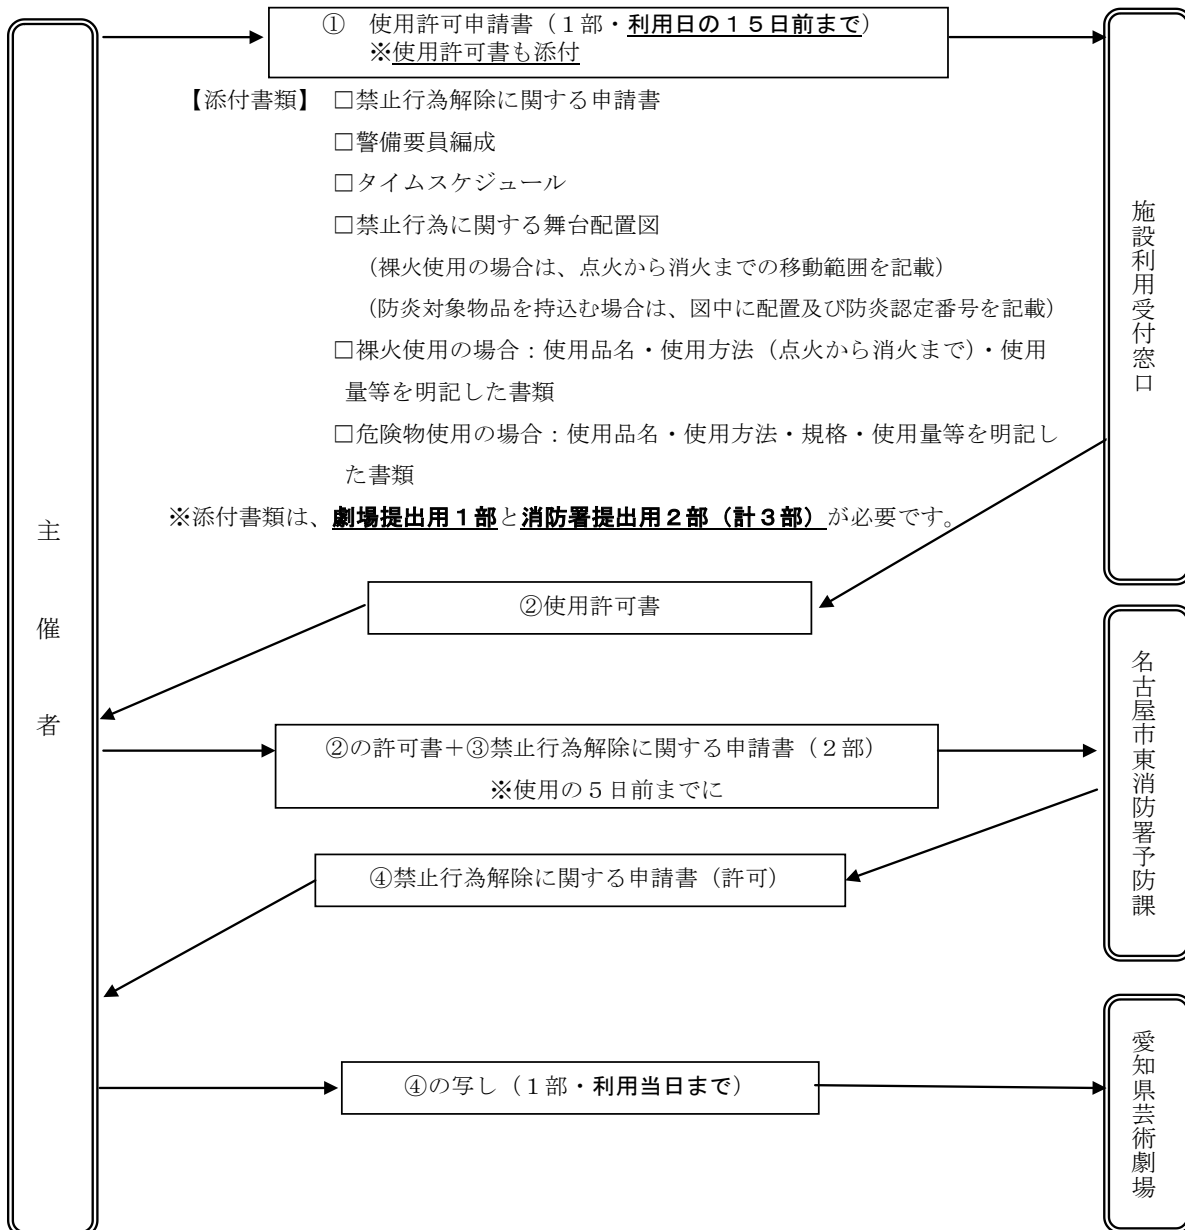 ① 使用許可申請書（１部・利用日の１５日前まで）
※使用許可書も添付
【添付書類】 □禁止行為解除に関する申請書
□警備要員編成
□タイムスケジュール
□禁止行為に関する舞台配置図
（裸火使用の場合は、点火から消火までの移動範囲を記載）
（防炎対象物品を持込む場合は、図中に配置及び防炎認定番号を記載）
□裸火使用の場合：使用品名・使用方法（点火から消火まで）・使用
量等を明記した書類
□危険物使用の場合：使用品名・使用方法・規格・使用量等を明記し
た書類
※添付書類は、劇場提出用１部と消防署提出用２部（計３部）が必要です。
主催者
施設利用受付窓口
②使用許可書
②の許可書＋③禁止行為解除に関する申請書（２部）
※使用の５日前までに
名古屋市東消防署予防課
④禁止行為解除に関する申請書（許可）
④の写し（１部・利用当日まで）
愛知県芸術劇場